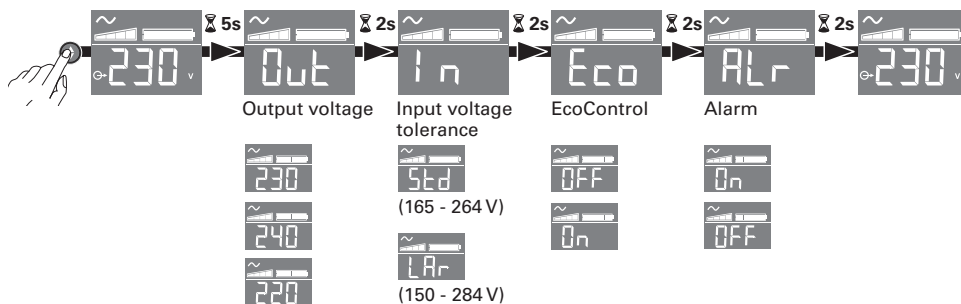 5s 2s 2s 2s 2s
230 v Out In Eco ALr 230 v
Output voltage Input voltage tolerance EcoControl Alarm
230 Std OFF On
(165 - 264 V)
240 On OFF
LAr
220 (150 - 284 V)